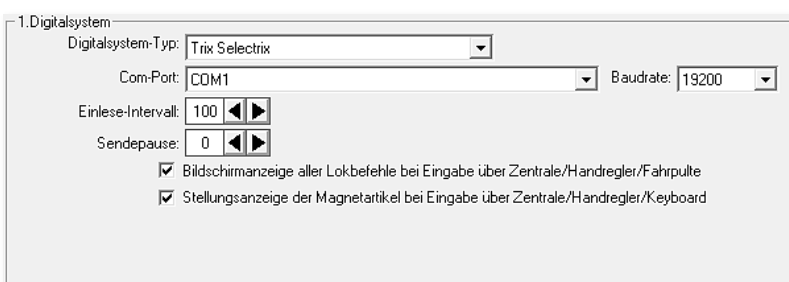 1.Digitalsystem
Digitalsystem-Typ: Trix Selectrix
Com-Port: COM1 Baudrate: 19200
Einlese-Intervall: 100
Sendepause: 0
Bildschirmanzeige aller Lokbefehle bei Eingabe über Zentrale/Handregler/Fahrpulte
Stellungsanzeige der Magnetartikel bei Eingabe über Zentrale/Handregler/Keyboard